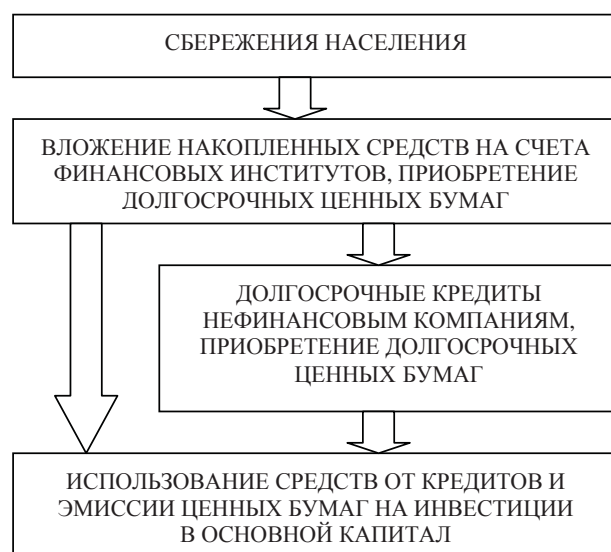 СБЕРЕЖЕНИЯ НАСЕЛЕНИЯ
ВЛОЖЕНИЕ НАКОПЛЕННЫХ СРЕДСТВ НА СЧЕТА
ФИНАНСОВЫХ ИНСТИТУТОВ, ПРИОБРЕТЕНИЕ
ДОЛГОСРОЧНЫХ ЦЕННЫХ БУМАГ
ДОЛГОСРОЧНЫЕ КРЕДИТЫ
НЕФИНАНСОВЫМ КОМПАНИЯМ,
ПРИОБРЕТЕНИЕ ДОЛГОСРОЧНЫХ
ЦЕННЫХ БУМАГ
ИСПОЛЬЗОВАНИЕ СРЕДСТВ ОТ КРЕДИТОВ И
ЭМИССИИ ЦЕННЫХ БУМАГ НА ИНВЕСТИЦИИ
В ОСНОВНОЙ КАПИТАЛ